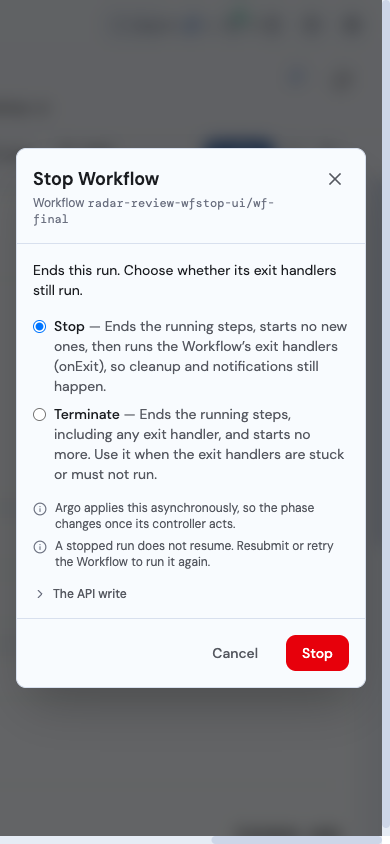 Stop Workflow
Workflow radar-review-wfstop-ui/wf-
final
Ends this run. Choose whether its exit handlers
still run.
Stop — Ends the running steps, starts no new
ones, then runs the Workflow's exit handlers
(onExit), so cleanup and notifications still
happen.
Terminate — Ends the running steps,
including any exit handler, and starts no
more. Use it when the exit handlers are stuck
or must not run.
Argo applies this asynchronously, so the phase
changes once its controller acts.
A stopped run does not resume. Resubmit or retry
the Workflow to run it again.
The API write
Cancel
Stop